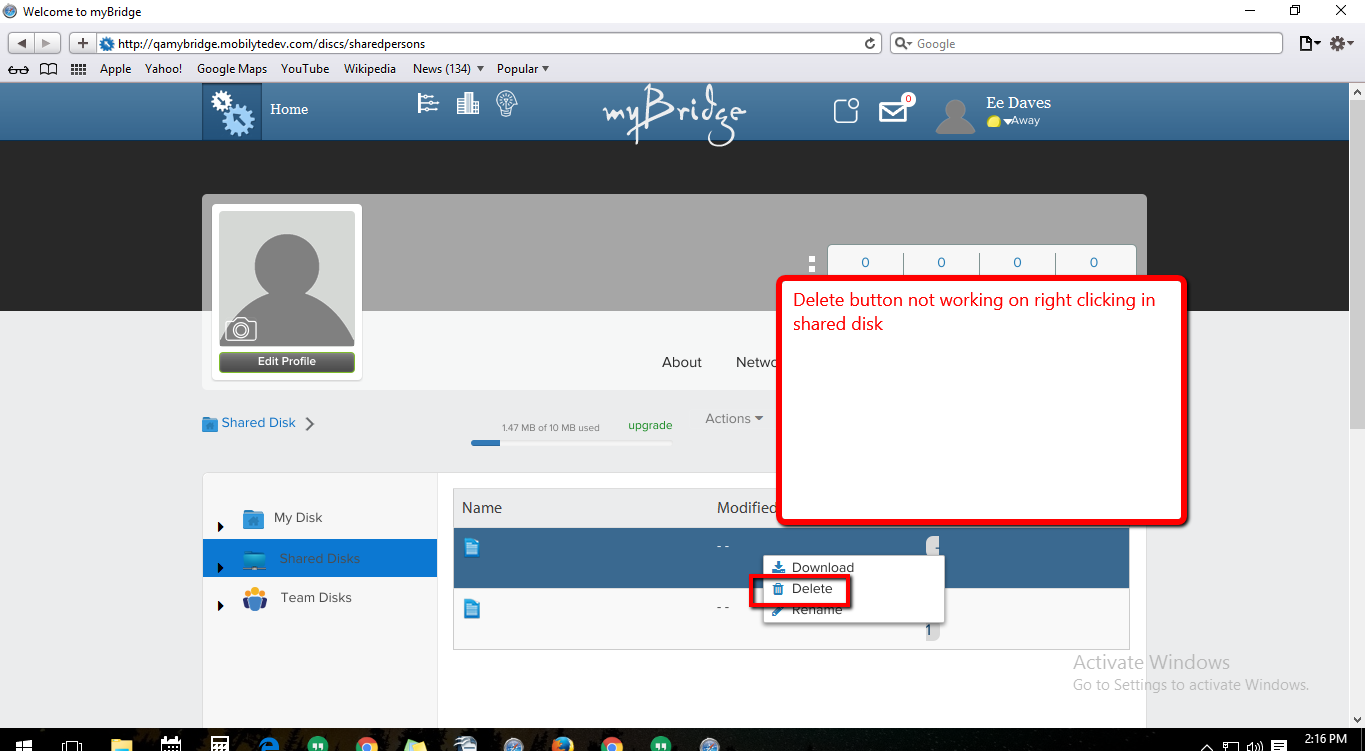 Welcome to myBridge
http://qamybridge.mobilytedev.com/discs/sharedpersons
Google
Apple Yahoo! Google Maps YouTube Wikipedia News (134) Popular
Home
myBridge
0
Ee Daves
Away
0 0 0 0
Delete button not working on right clicking in
shared disk
Edit Profile
About Netwo
Shared Disk
1.47 MB of 10 MB used
upgrade
Actions
Name Modified
My Disk
Shared Disks
Team Disks
- -
-
Download
Delete
Rename
- -
1
Activate Windows
Go to Settings to activate Windows.
2:16 PM